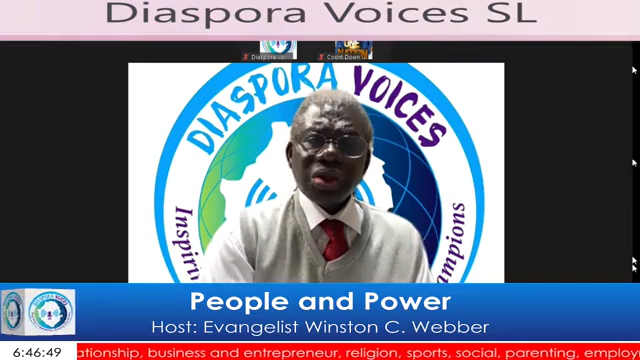 Diaspora Voices SL
Count Down
DIASPORA VOICES
People and Power
Host: Evangelist Winston C. Webber
6:46:49
ationship, business and entrepreneur, religion, sports, social, parenting, employ